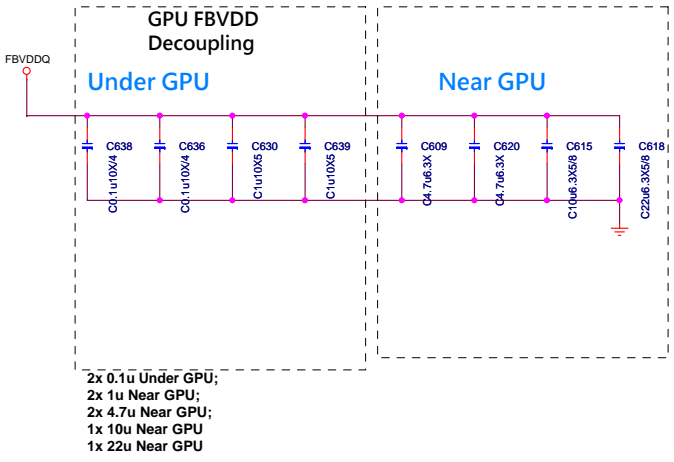 GPU FBVDD
Decoupling
FBVDDQ
Under GPU
Near GPU
C638
C636
C630
C639
C609
C620
C615
C618
C0.1u10X/4
C0.1u10X/4
C1u10X5
C1u10X5
C4.7u6.3X
C4.7u6.3X
C10u6.3X5/8
C22u6.3X5/8
2x 0.1u Under GPU;
2x 1u Near GPU;
2x 4.7u Near GPU;
1x 10u Near GPU
1x 22u Near GPU